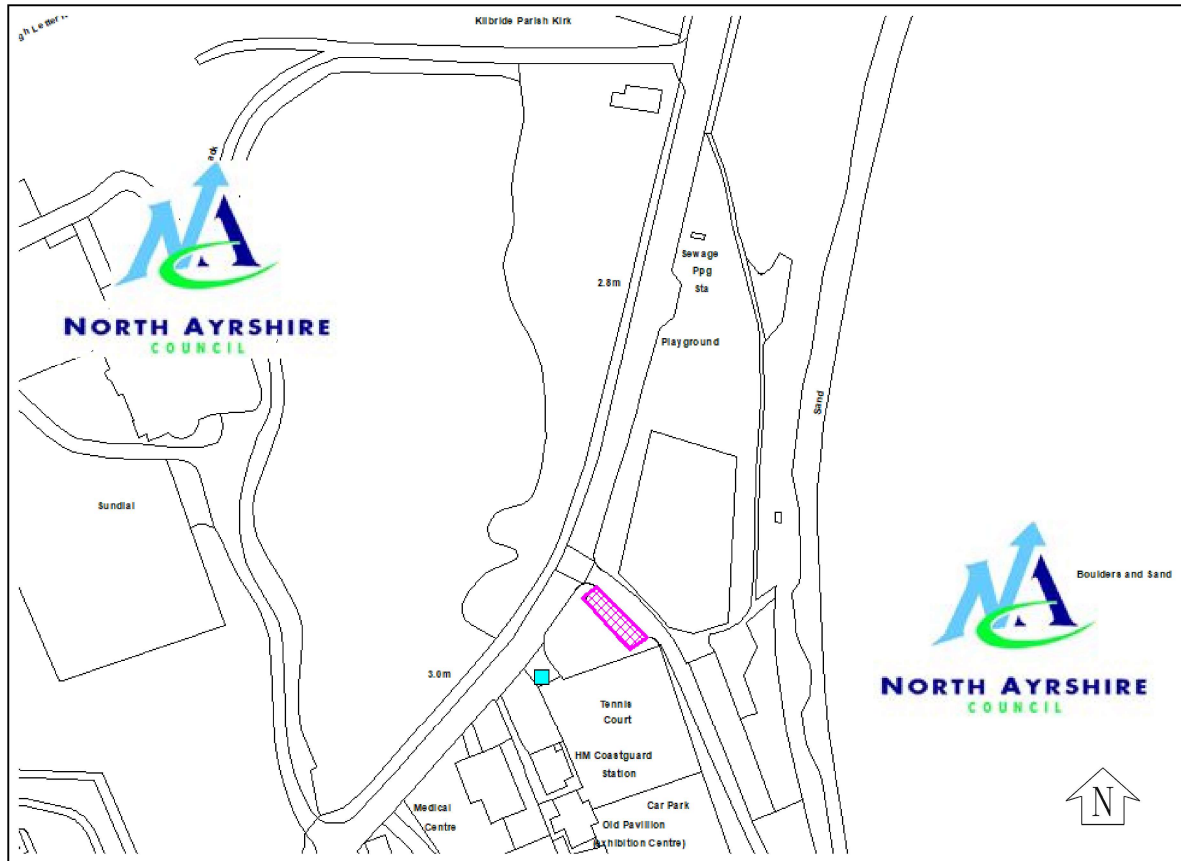 Kilbride Parish Kirk
NORTH AYRSHIRE
COUNCIL
Sewage
Ppg
Sta
2.8m
Playground
Sand
Sundial
Boulders and Sand
NORTH AYRSHIRE
COUNCIL
3.0m
Tennis
Court
HM Coastguard
Station
Medical
Centre
Car Park
Old Pavillion
(exhibition Centre)
N